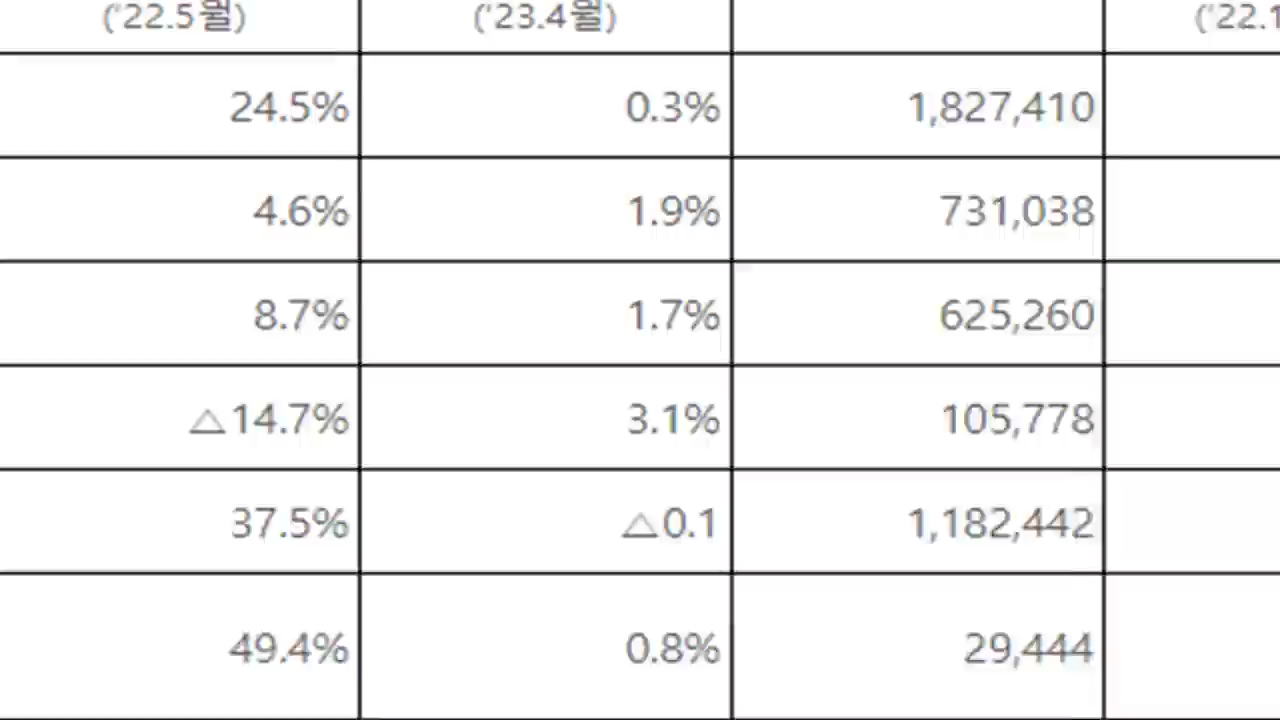 ('22.5월) ('23.4월) ('22.1
24.5% 0.3% 1,827,410
4.6% 1.9% 731,038
8.7% 1.7% 625,260
△14.7% 3.1% 105,778
37.5% △0.1 1,182,442
49.4% 0.8% 29,444